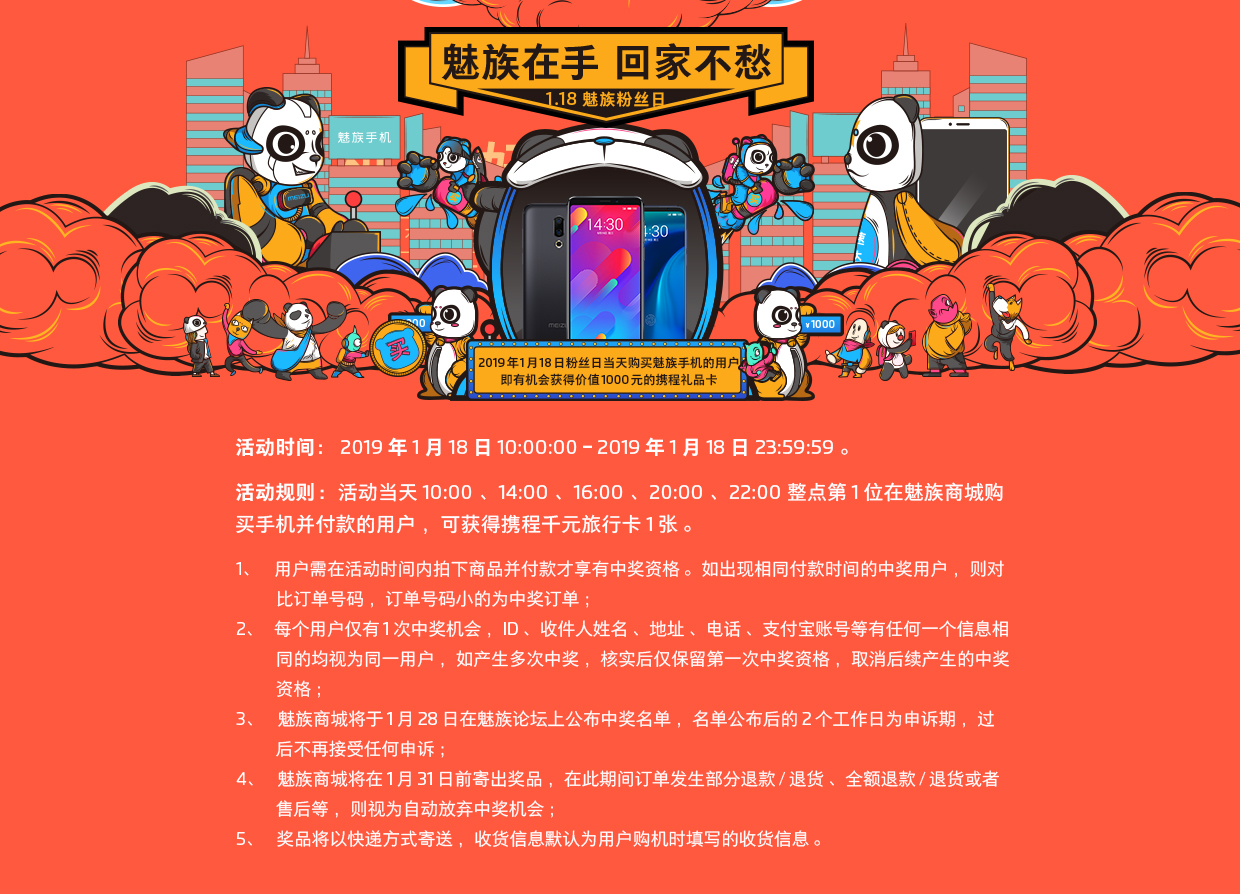 魅族在手 回家不愁
1.18 魅族粉丝日
魅族手机
MEIZU
14:30
:30
¥1000
买
2019年1月18日粉丝日当天购买魅族手机的用户
即有机会获得价值1000元的携程礼品卡
活动时间： 2019 年 1 月 18 日 10:00:00 – 2019 年 1 月 18 日 23:59:59 。
活动规则：活动当天 10:00 、14:00 、16:00 、20:00 、22:00 整点第 1 位在魅族商城购
买手机并付款的用户 ，可获得携程千元旅行卡 1 张 。
1、 用户需在活动时间内拍下商品并付款才享有中奖资格 。如出现相同付款时间的中奖用户 ，则对
比订单号码 ，订单号码小的为中奖订单 ；
2、 每个用户仅有 1 次中奖机会 ，ID 、收件人姓名 、地址 、电话 、支付宝账号等有任何一个信息相
同的均视为同一用户 ，如产生多次中奖 ，核实后仅保留第一次中奖资格 ，取消后续产生的中奖
资格 ；
3、 魅族商城将于 1 月 28 日在魅族论坛上公布中奖名单 ，名单公布后的 2 个工作日为申诉期 ，过
后不再接受任何申诉 ；
4、 魅族商城将在 1 月 31 日前寄出奖品 ，在此期间订单发生部分退款 / 退货 、全额退款 / 退货或者
售后等 ，则视为自动放弃中奖机会 ；
5、 奖品将以快递方式寄送 ，收货信息默认为用户购机时填写的收货信息 。